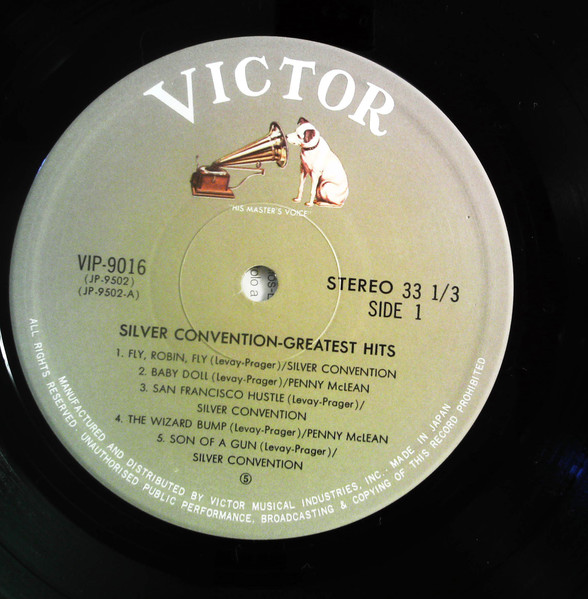 VICTOR
"HIS MASTER'S VOICE"
VIP-9016
(JP-9502)
(JP-9502-A)
STEREO 33 1/3
SIDE 1
SILVER CONVENTION-GREATEST HITS
1. FLY, ROBIN, FLY (Levay-Prager)/SILVER CONVENTION
2. BABY DOLL (Levay-Prager)/PENNY McLEAN
3. SAN FRANCISCO HUSTLE (Levay-Prager)/
SILVER CONVENTION
4. THE WIZARD BUMP (Levay-Prager)/PENNY McLEAN
5. SON OF A GUN (Levay-Prager)/
SILVER CONVENTION
Ⓢ
MANUFACTURED AND DISTRIBUTED BY VICTOR MUSICAL INDUSTRIES, INC.: MADE IN JAPAN
ALL RIGHTS RESERVED. UNAUTHORISED PUBLIC PERFORMANCE, BROADCASTING & COPYING OF THIS RECORD PROHIBITED